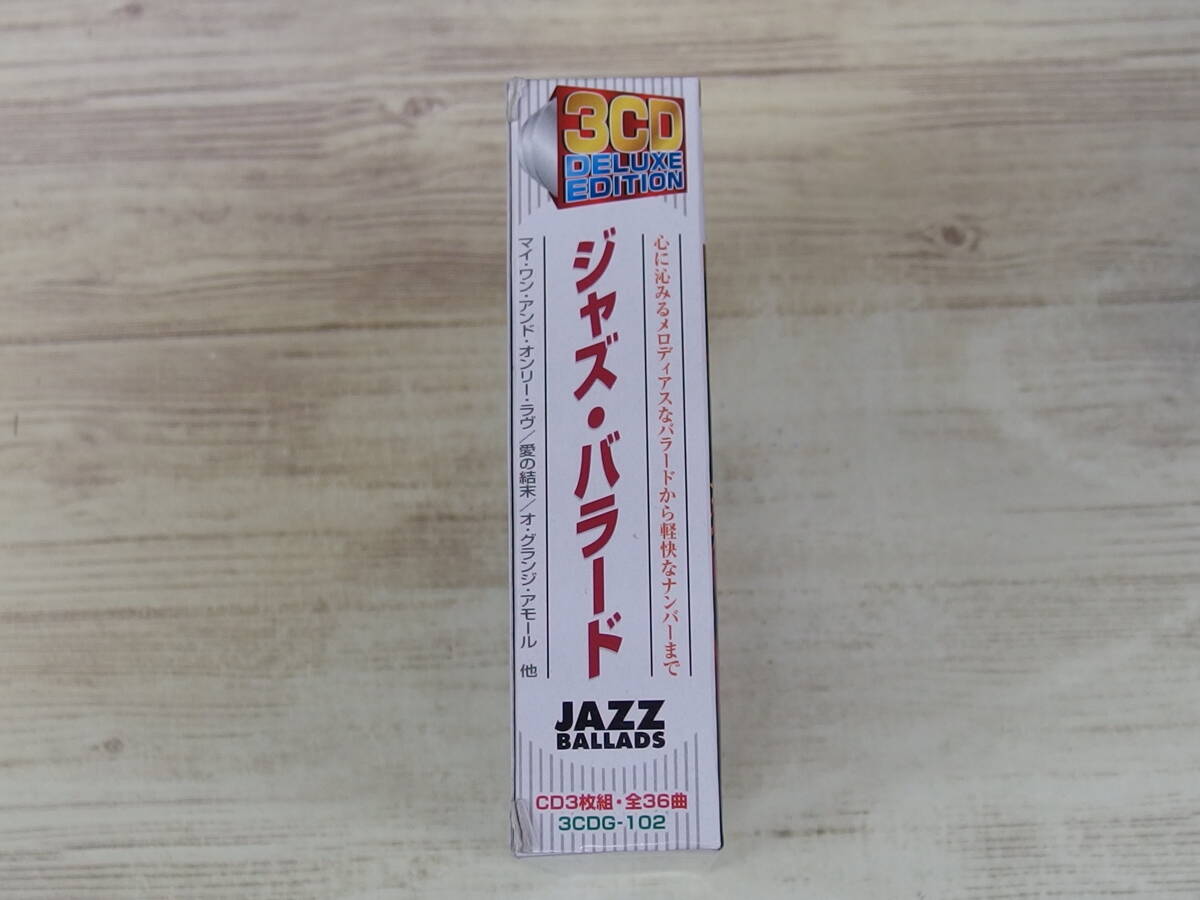 3CD
DELUXE
EDITION
心に沁みるメロディアスなバラードから軽快なナンバーまで
ジャズ・バラード
マイ・ワン・アンド・オンリー・ラヴ/愛の結末/オ・グランジ・アモール 他
JAZZ
BALLADS
CD3枚組・全36曲
3CDG-102